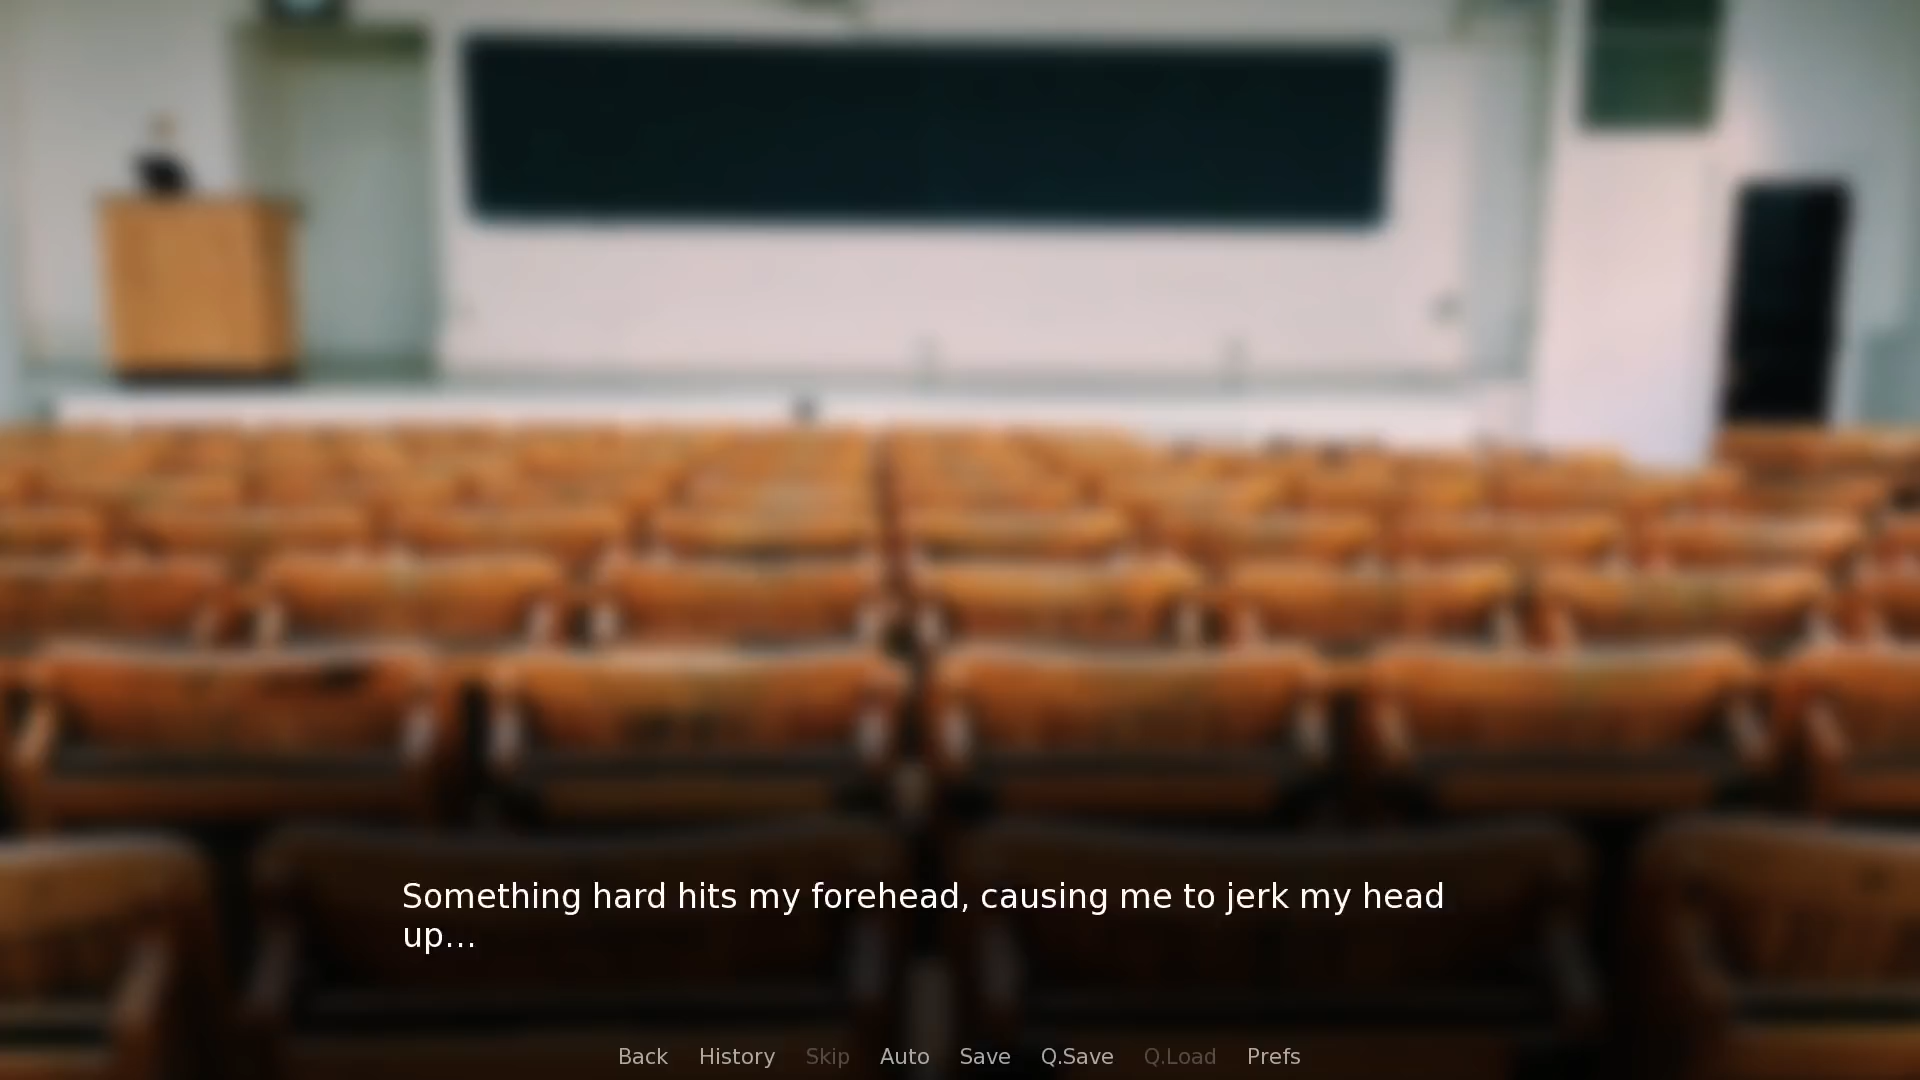 Something hard hits my forehead, causing me to jerk my head
up...
Back History Skip Auto Save Q.Save Q.Load Prefs